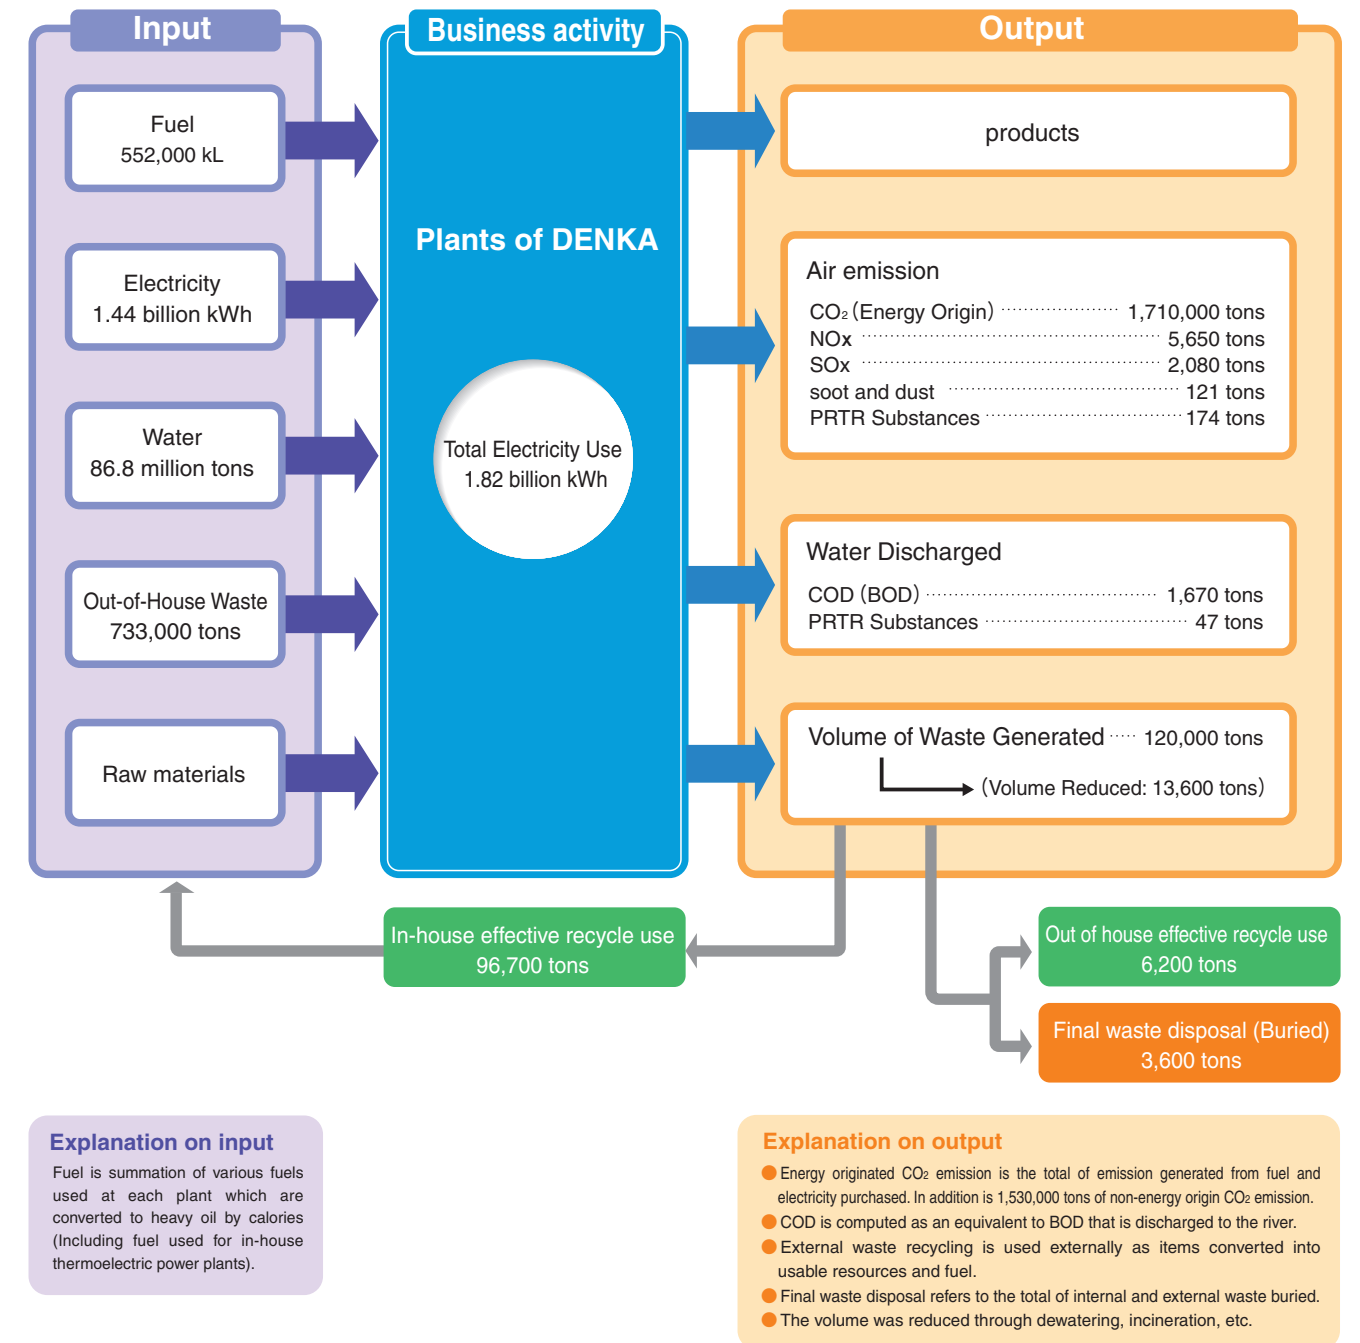 Input
Fuel
552,000 kL
Electricity
1.44 billion kWh
Water
86.8 million tons
Out-of-House Waste
733,000 tons
Raw materials
Business activity
Plants of DENKA
Total Electricity Use
1.82 billion kWh
Output
products
Air emission
CO₂ (Energy Origin) ····················· 1,710,000 tons
NOx ····················································· 5,650 tons
SOx ····················································· 2,080 tons
soot and dust ········································· 121 tons
PRTR Substances ··································· 174 tons
Water Discharged
COD (BOD) ········································· 1,670 tons
PRTR Substances ···································· 47 tons
Volume of Waste Generated ····· 120,000 tons
(Volume Reduced: 13,600 tons)
In-house effective recycle use
96,700 tons
Out of house effective recycle use
6,200 tons
Final waste disposal (Buried)
3,600 tons
Explanation on input
Fuel is summation of various fuels
used at each plant which are
converted to heavy oil by calories
(Including fuel used for in-house
thermoelectric power plants).
Explanation on output
● Energy originated CO₂ emission is the total of emission generated from fuel and
electricity purchased. In addition is 1,530,000 tons of non-energy origin CO₂ emission.
● COD is computed as an equivalent to BOD that is discharged to the river.
● External waste recycling is used externally as items converted into
usable resources and fuel.
● Final waste disposal refers to the total of internal and external waste buried.
● The volume was reduced through dewatering, incineration, etc.